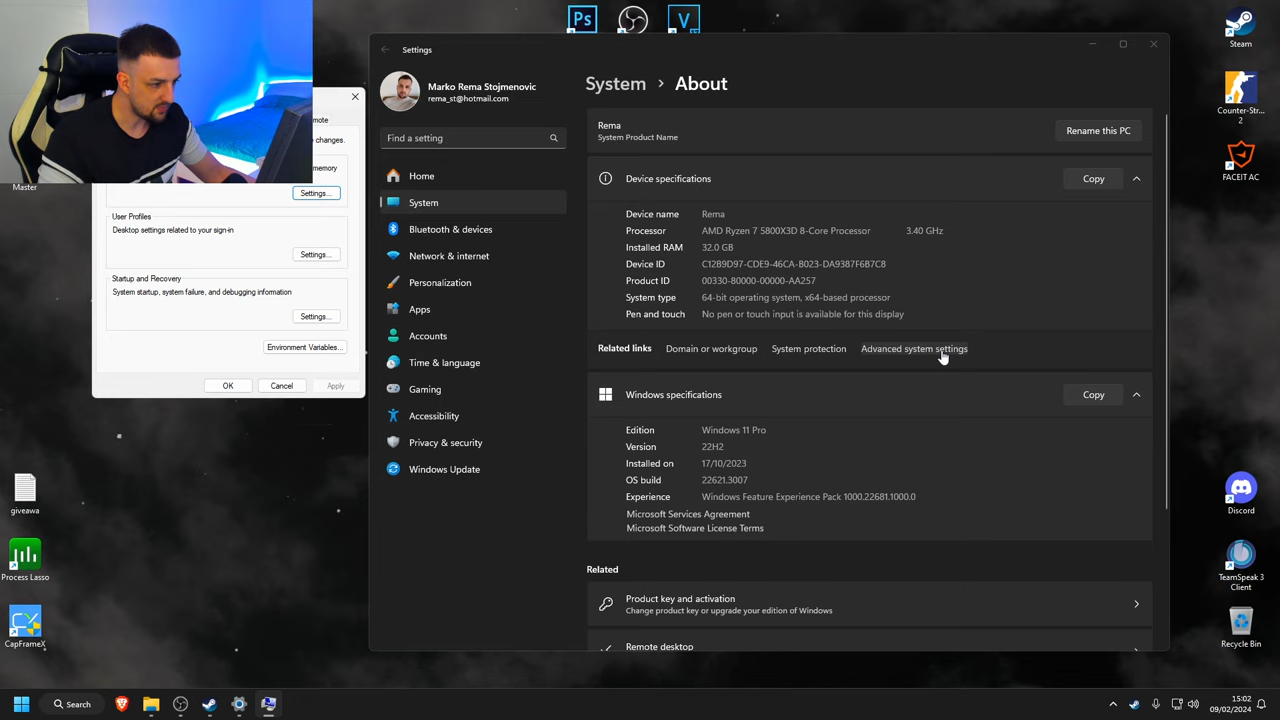 Settings
Marko Rema Stojmenovic
rema_st@hotmail.com
Find a setting
Home
System
Bluetooth & devices
Network & internet
Personalization
Apps
Accounts
Time & language
Gaming
Accessibility
Privacy & security
Windows Update
System > About
Rema
System Product Name
Rename this PC
Device specifications
Copy
Device name Rema
Processor AMD Ryzen 7 5800X3D 8-Core Processor 3.40 GHz
Installed RAM 32.0 GB
Device ID C12B9D97-CDE9-46CA-B023-DA9387F6B7C8
Product ID 00330-80000-00000-AA257
System type 64-bit operating system, x64-based processor
Pen and touch No pen or touch input is available for this display
Related links Domain or workgroup System protection Advanced system settings
Windows specifications
Copy
Edition Windows 11 Pro
Version 22H2
Installed on 17/10/2023
OS build 22621.3007
Experience Windows Feature Experience Pack 1000.22681.1000.0
Microsoft Services Agreement
Microsoft Software License Terms
Related
Product key and activation
Change product key or upgrade your edition of Windows
Remote desktop
mote
changes.
memory
Settings...
User Profiles
Desktop settings related to your sign-in
Settings...
Startup and Recovery
System startup, system failure, and debugging information
Settings...
Environment Variables...
OK
Cancel
Apply
Master
giveawa
Process Lasso
CapFrameX
Ps
V
Steam
Counter-Str...
2
FACEIT AC
Discord
TeamSpeak 3
Client
Recycle Bin
Search
15:02
09/02/2024